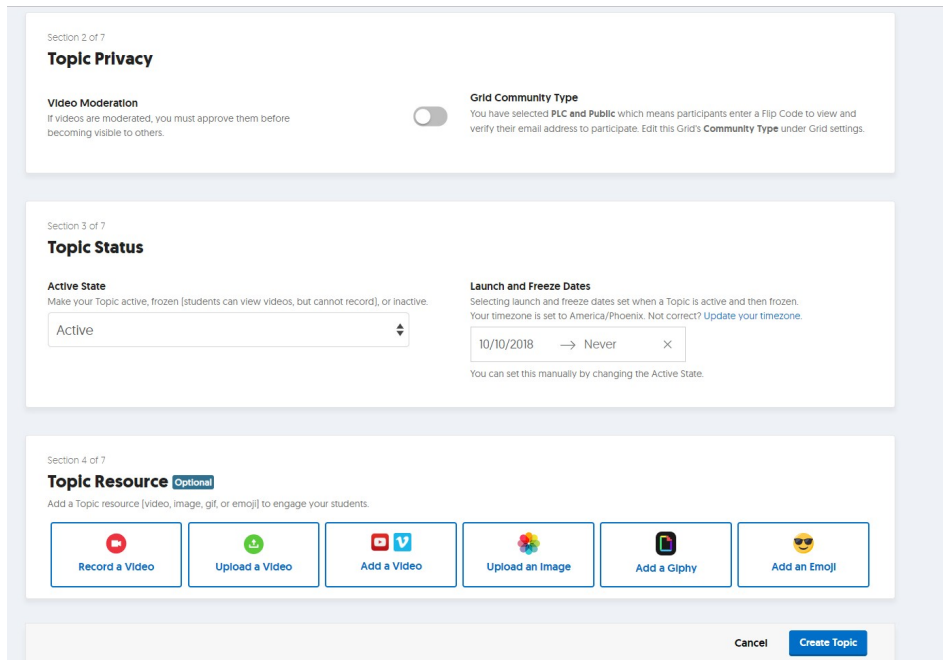 Section 2 of 7
Topic Privacy
Video Moderation
If videos are moderated, you must approve them before
becoming visible to others.
Grid Community Type
You have selected PLC and Public which means participants enter a Flip Code to view and
verify their email address to participate. Edit this Grid's Community Type under Grid settings.
Section 3 of 7
Topic Status
Active State
Make your Topic active, frozen (students can view videos, but cannot record), or inactive.
Active
Launch and Freeze Dates
Selecting launch and freeze dates set when a Topic is active and then frozen.
Your timezone is set to America/Phoenix. Not correct? Update your timezone.
10/10/2018 → Never ×
You can set this manually by changing the Active State.
Section 4 of 7
Topic Resource Optional
Add a Topic resource (video, image, gif, or emoji) to engage your students.
Record a Video
Upload a Video
Add a Video
Upload an Image
Add a Giphy
Add an Emoji
Cancel
Create Topic